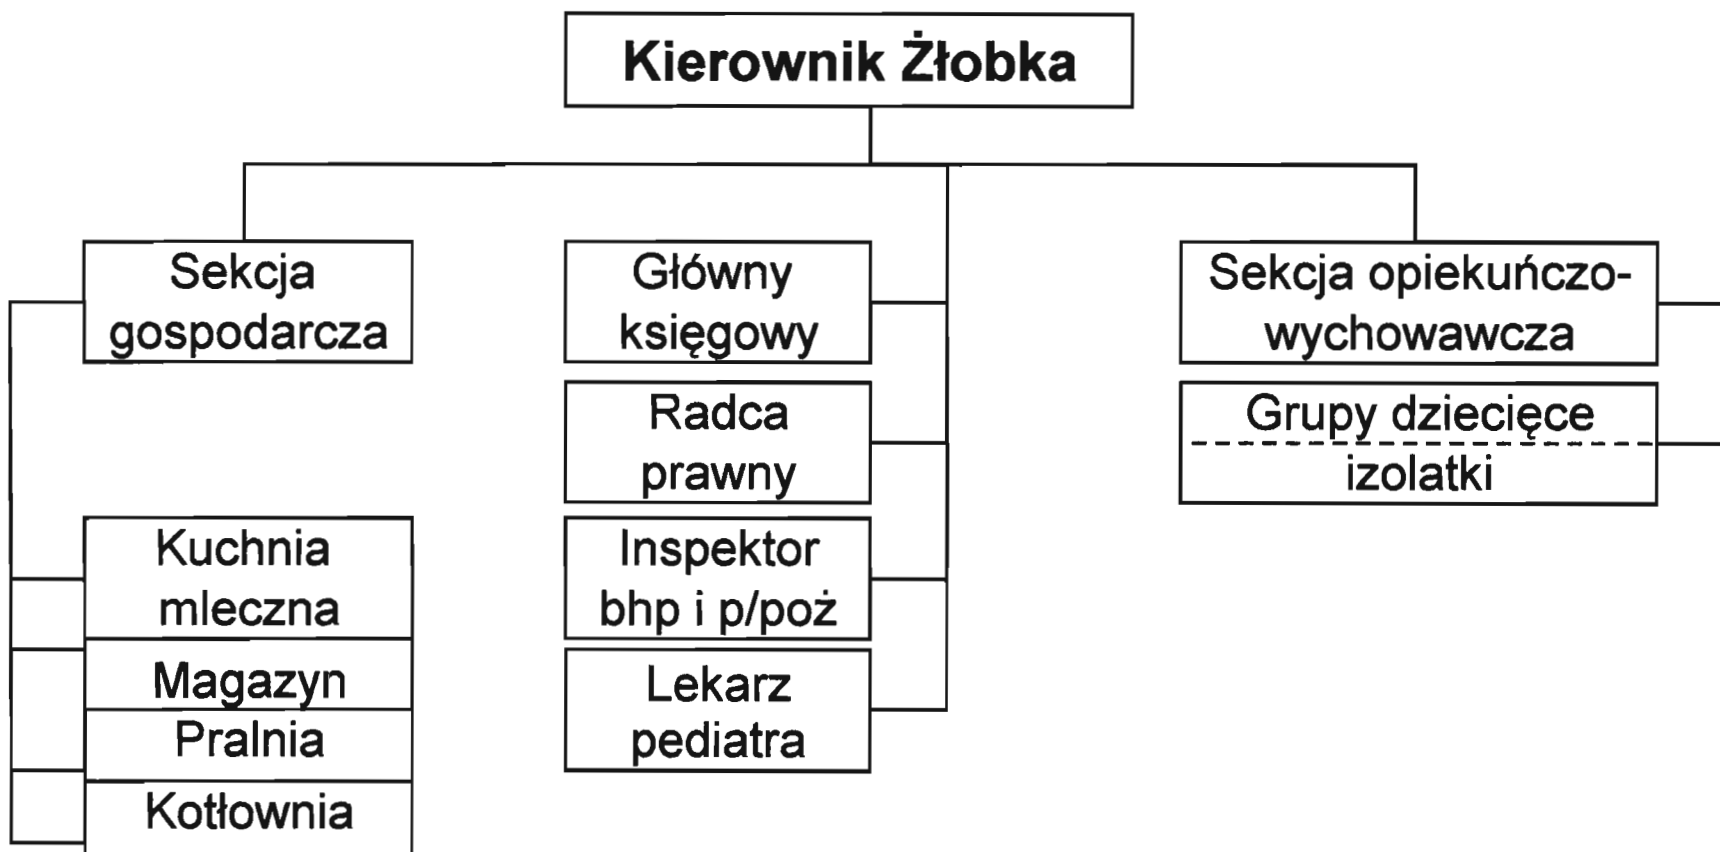 Kierownik Żłobka
Sekcja
gospodarcza
Kuchnia
mleczna
Magazyn
Pralnia
Kotłownia
Główny
księgowy
Radca
prawny
Inspektor
bhp i p/poż
Lekarz
pediatra
Sekcja opiekuńczo-
wychowawcza
Grupy dziecięce
izolatki